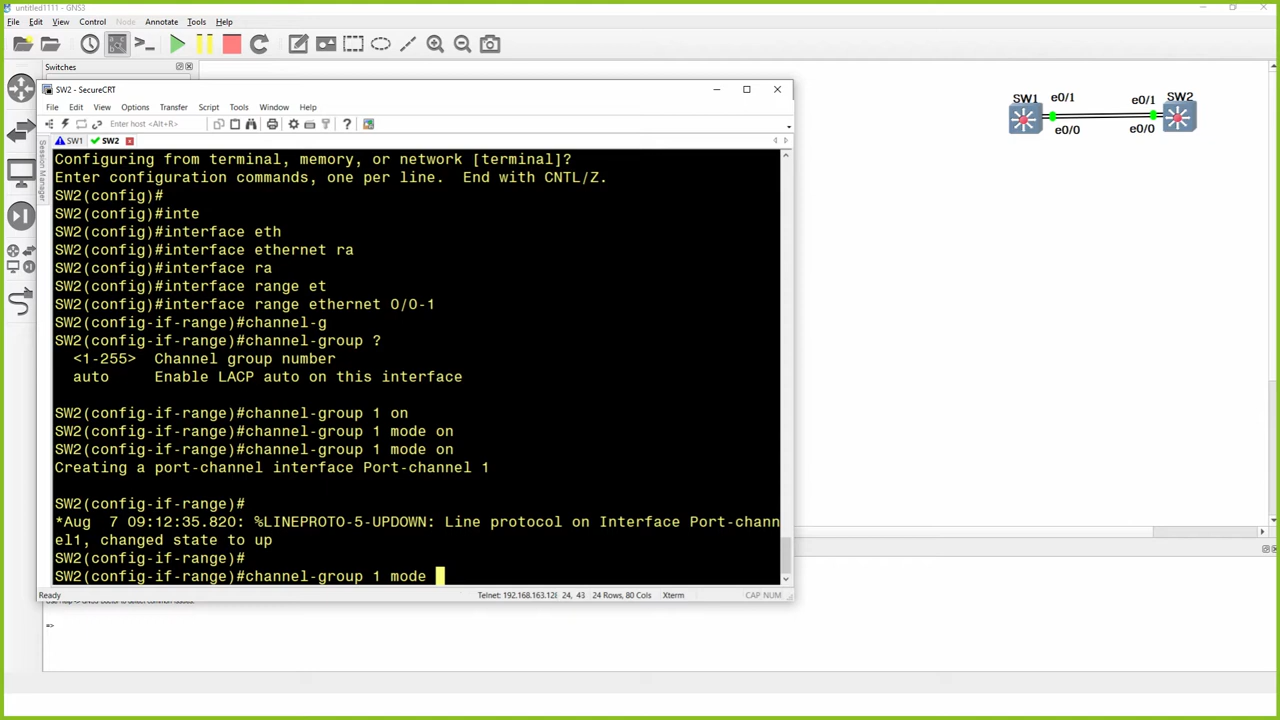 untitled1111 - GNS3
File Edit View Control Node Annotate Tools Help
Switches
SW2 - SecureCRT
File Edit View Options Transfer Script Tools Window Help
Enter host <Alt+R>
SW1 SW2
Session Manager
Configuring from terminal, memory, or network [terminal]?
Enter configuration commands, one per line.  End with CNTL/Z.
SW2(config)#
SW2(config)#inte
SW2(config)#interface eth
SW2(config)#interface ethernet ra
SW2(config)#interface ra
SW2(config)#interface range et
SW2(config)#interface range ethernet 0/0-1
SW2(config-if-range)#channel-g
SW2(config-if-range)#channel-group ?
<1-255>  Channel group number
auto     Enable LACP auto on this interface
SW2(config-if-range)#channel-group 1 on
SW2(config-if-range)#channel-group 1 mode on
SW2(config-if-range)#channel-group 1 mode on
Creating a port-channel interface Port-channel 1
SW2(config-if-range)#
*Aug  7 09:12:35.820: %LINEPROTO-5-UPDOWN: Line protocol on Interface Port-chann
el1, changed state to up
SW2(config-if-range)#
SW2(config-if-range)#channel-group 1 mode
Ready Telnet: 192.168.163.128 24, 43 24 Rows, 80 Cols Xterm CAP NUM
=>
SW1 e0/1 e0/1 SW2
e0/0 e0/0